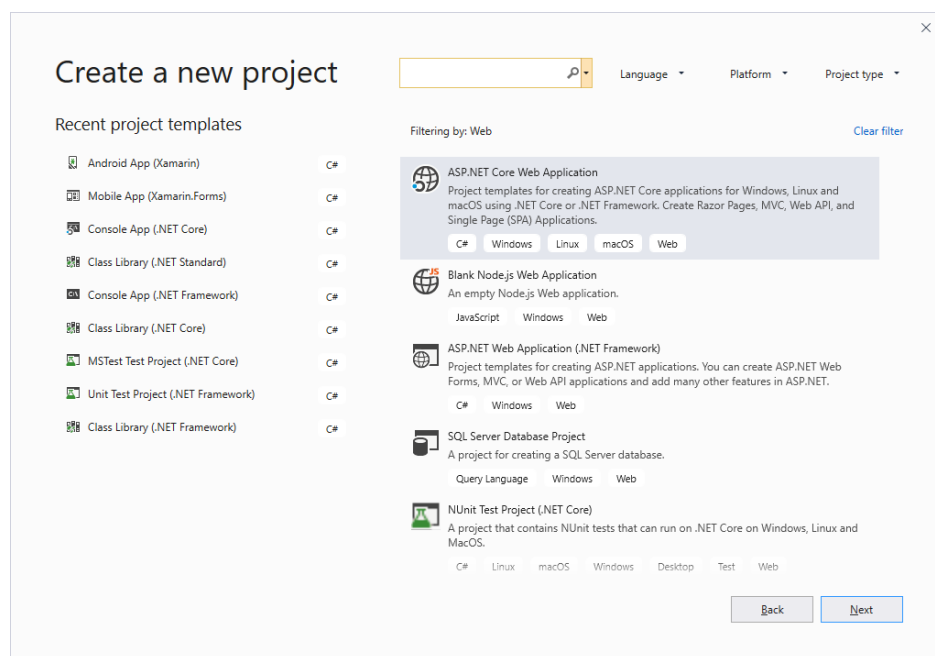 Create a new project
Language
Platform
Project type
Recent project templates
Filtering by: Web
Clear filter
Android App (Xamarin)
C#
Mobile App (Xamarin.Forms)
C#
Console App (.NET Core)
C#
Class Library (.NET Standard)
C#
Console App (.NET Framework)
C#
Class Library (.NET Core)
C#
MSTest Test Project (.NET Core)
C#
Unit Test Project (.NET Framework)
C#
Class Library (.NET Framework)
C#
ASP.NET Core Web Application
Project templates for creating ASP.NET Core applications for Windows, Linux and
macOS using .NET Core or .NET Framework. Create Razor Pages, MVC, Web API, and
Single Page (SPA) Applications.
C# Windows Linux macOS Web
JS
Blank Node.js Web Application
An empty Node.js Web application.
JavaScript Windows Web
ASP.NET Web Application (.NET Framework)
Project templates for creating ASP.NET applications. You can create ASP.NET Web
Forms, MVC, or Web API applications and add many other features in ASP.NET.
C# Windows Web
SQL Server Database Project
A project for creating a SQL Server database.
Query Language Windows Web
NUnit Test Project (.NET Core)
A project that contains NUnit tests that can run on .NET Core on Windows, Linux and
MacOS.
C# Linux macOS Windows Desktop Test Web
Back
Next